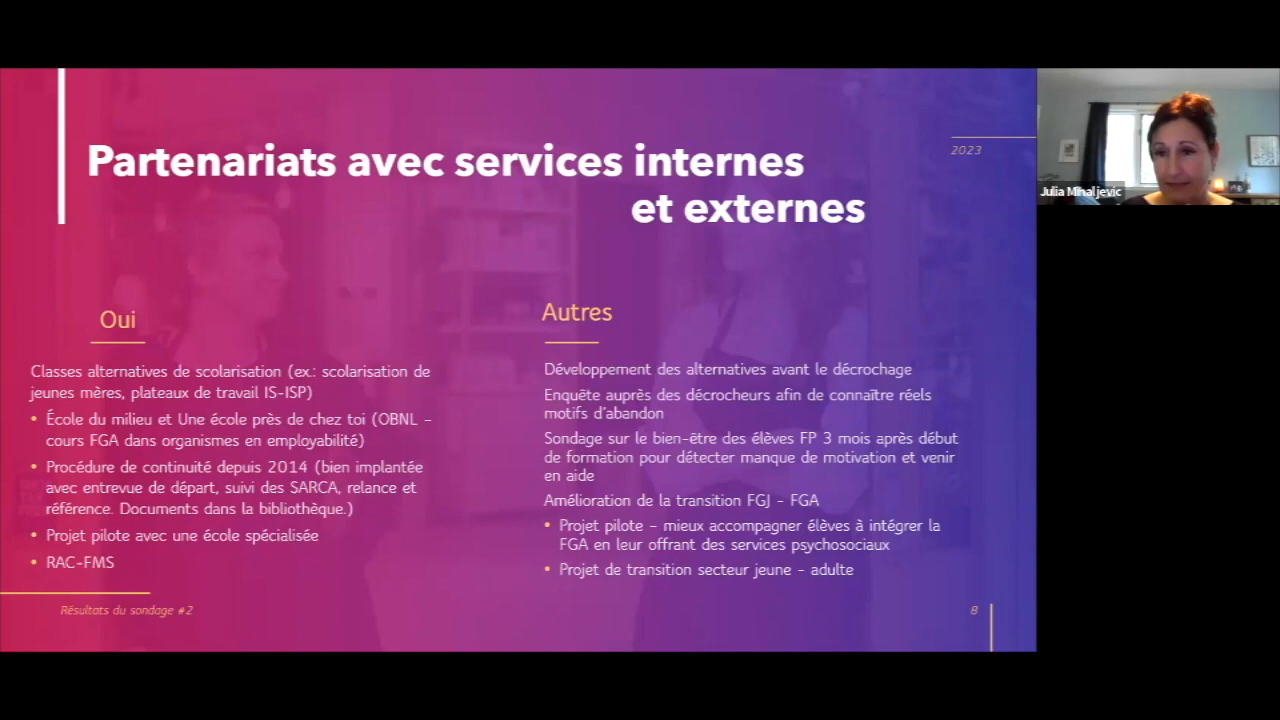 Partenariats avec services internes
et externes
2023
Julia Mihaljevic
Oui
Classes alternatives de scolarisation (ex.: scolarisation de
jeunes mères, plateaux de travail IS-ISP)
• École du milieu et Une école près de chez toi (OBNL –
cours FGA dans organismes en employabilité)
• Procédure de continuité depuis 2014 (bien implantée
avec entrevue de départ, suivi des SARCA, relance et
référence. Documents dans la bibliothèque.)
• Projet pilote avec une école spécialisée
• RAC-FMS
Autres
Développement des alternatives avant le décrochage
Enquête auprès des décrocheurs afin de connaître réels
motifs d'abandon
Sondage sur le bien-être des élèves FP 3 mois après début
de formation pour détecter manque de motivation et venir
en aide
Amélioration de la transition FGJ - FGA
• Projet pilote – mieux accompagner élèves à intégrer la
FGA en leur offrant des services psychosociaux
• Projet de transition secteur jeune - adulte
Résultats du sondage #2
8